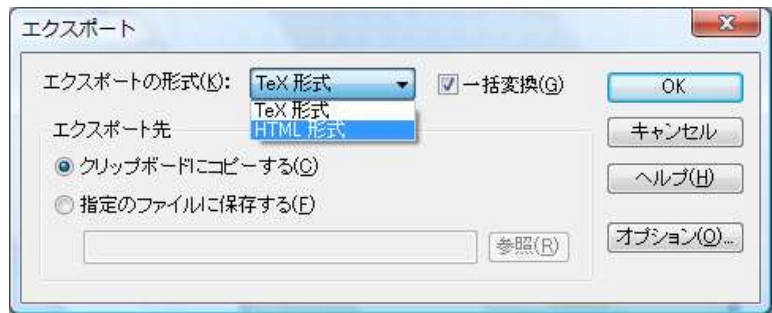 エクスポート
エクスポートの形式(K): TeX 形式 一括変換(G) OK
TeX 形式
HTML 形式
エクスポート先 キャンセル
クリップボードにコピーする(C) ヘルプ(H)
指定のファイルに保存する(F)
参照(R) オプション(O)...